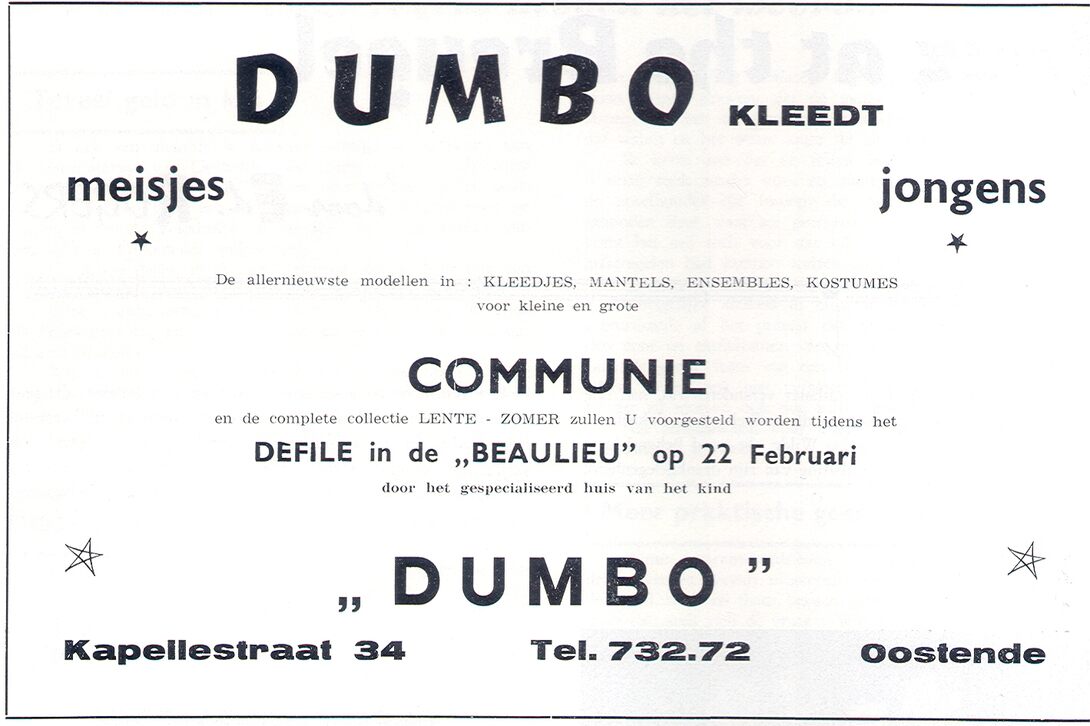 DUMBO KLEEDT
meisjes jongens
De allernieuwste modellen in : KLEEDJES, MANTELS, ENSEMBLES, KOSTUMES
voor kleine en grote
COMMUNIE
en de complete collectie LENTE - ZOMER zullen U voorgesteld worden tijdens het
DEFILE in de „BEAULIEU” op 22 Februari
door het gespecialiseerd huis van het kind
„ DUMBO ”
Kapellestraat 34 Tel. 732.72 Oostende